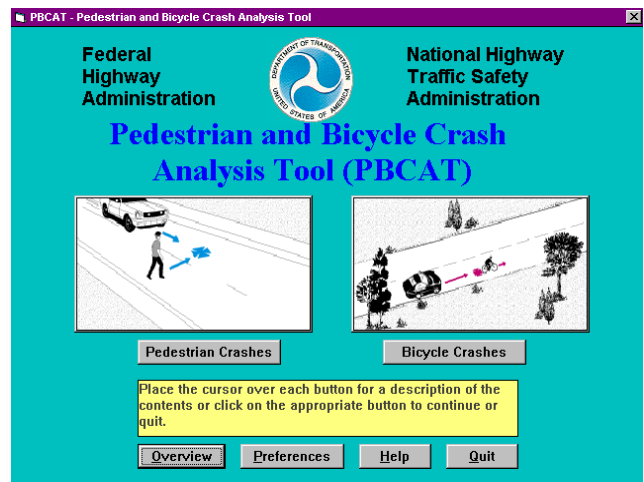 PBCAT - Pedestrian and Bicycle Crash Analysis Tool
Federal
Highway
Administration
DEPARTMENT OF TRANSPORTATION
UNITED STATES OF AMERICA
National Highway
Traffic Safety
Administration
Pedestrian and Bicycle Crash
Analysis Tool (PBCAT)
Pedestrian Crashes
Bicycle Crashes
Place the cursor over each button for a description of the
contents or click on the appropriate button to continue or
quit.
Overview
Preferences
Help
Quit